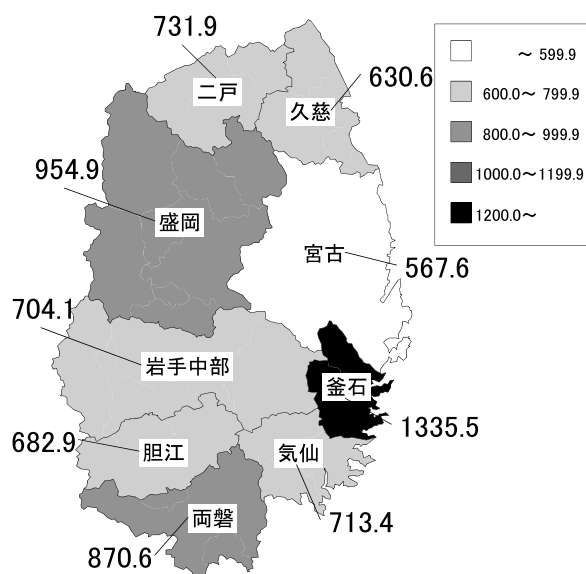 731.9
二戸
630.6
久慈
～ 599.9
600.0～ 799.9
800.0～ 999.9
1000.0～1199.9
1200.0～
954.9
盛岡
宮古
567.6
704.1
岩手中部
釜石
1335.5
682.9
胆江
気仙
713.4
両磐
870.6